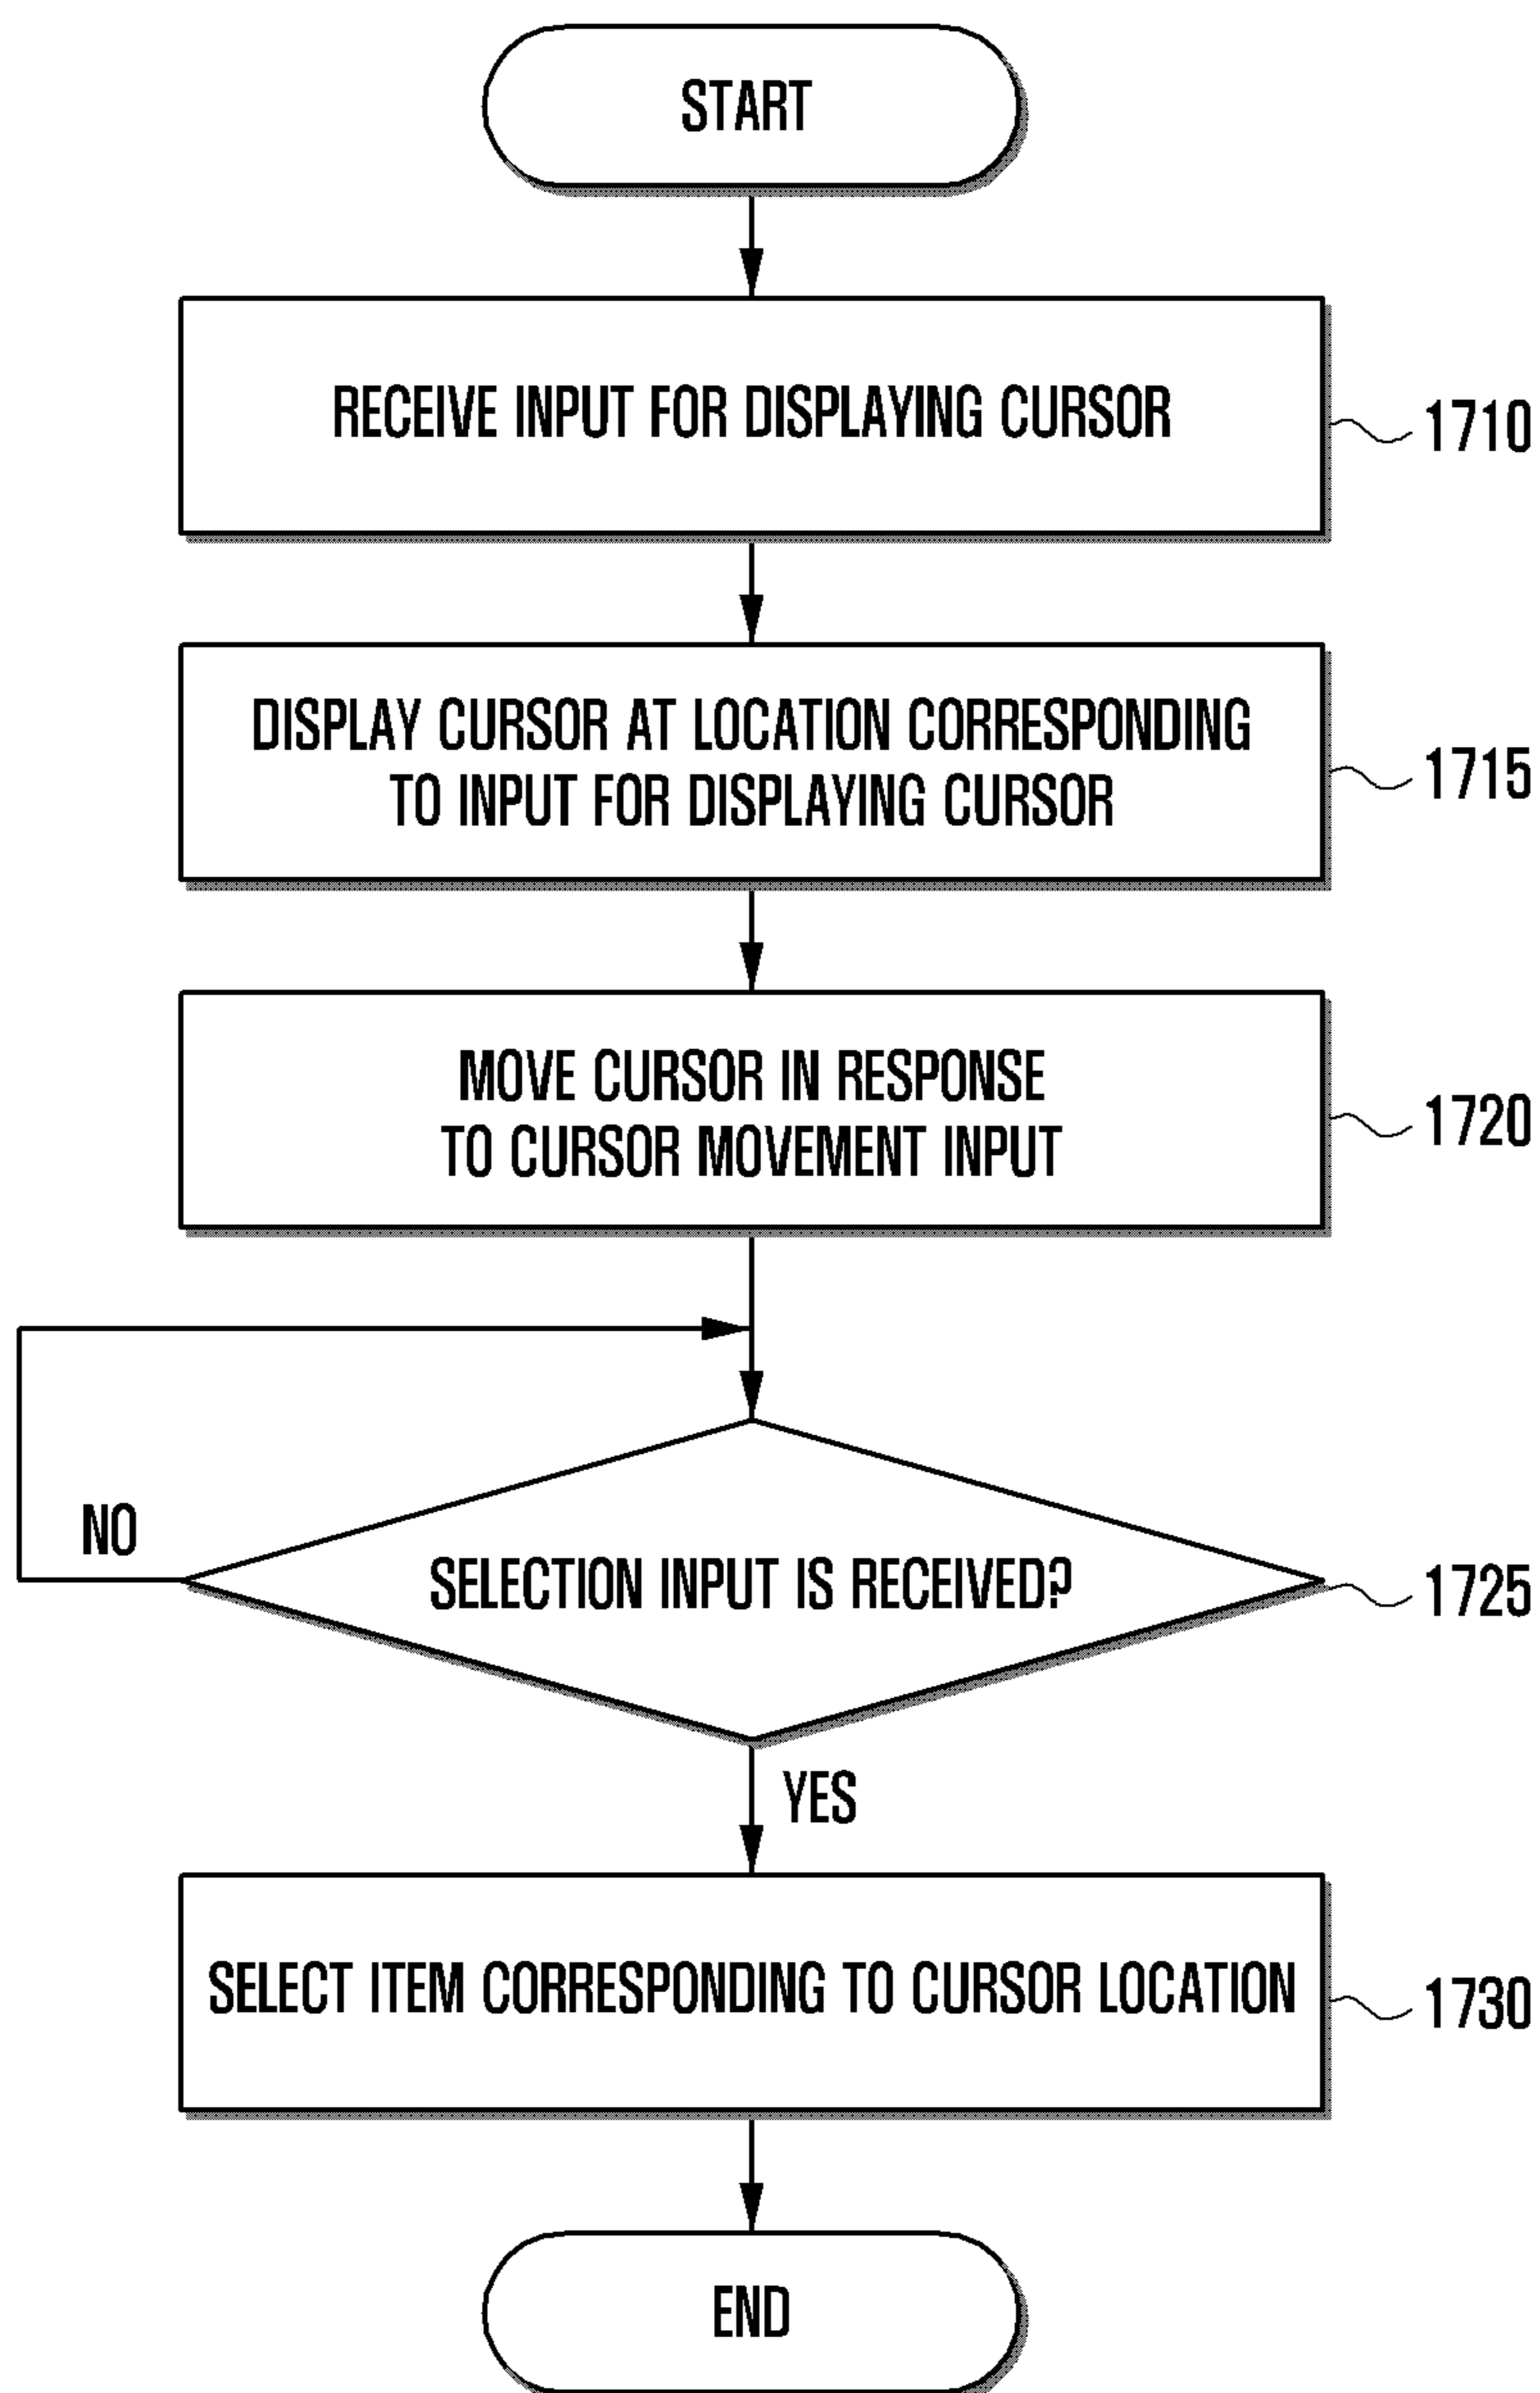 START
RECEIVE INPUT FOR DISPLAYING CURSOR
1710
DISPLAY CURSOR AT LOCATION CORRESPONDING
TO INPUT FOR DISPLAYING CURSOR
1715
MOVE CURSOR IN RESPONSE
TO CURSOR MOVEMENT INPUT
1720
NO
SELECTION INPUT IS RECEIVED?
1725
YES
SELECT ITEM CORRESPONDING TO CURSOR LOCATION
1730
END